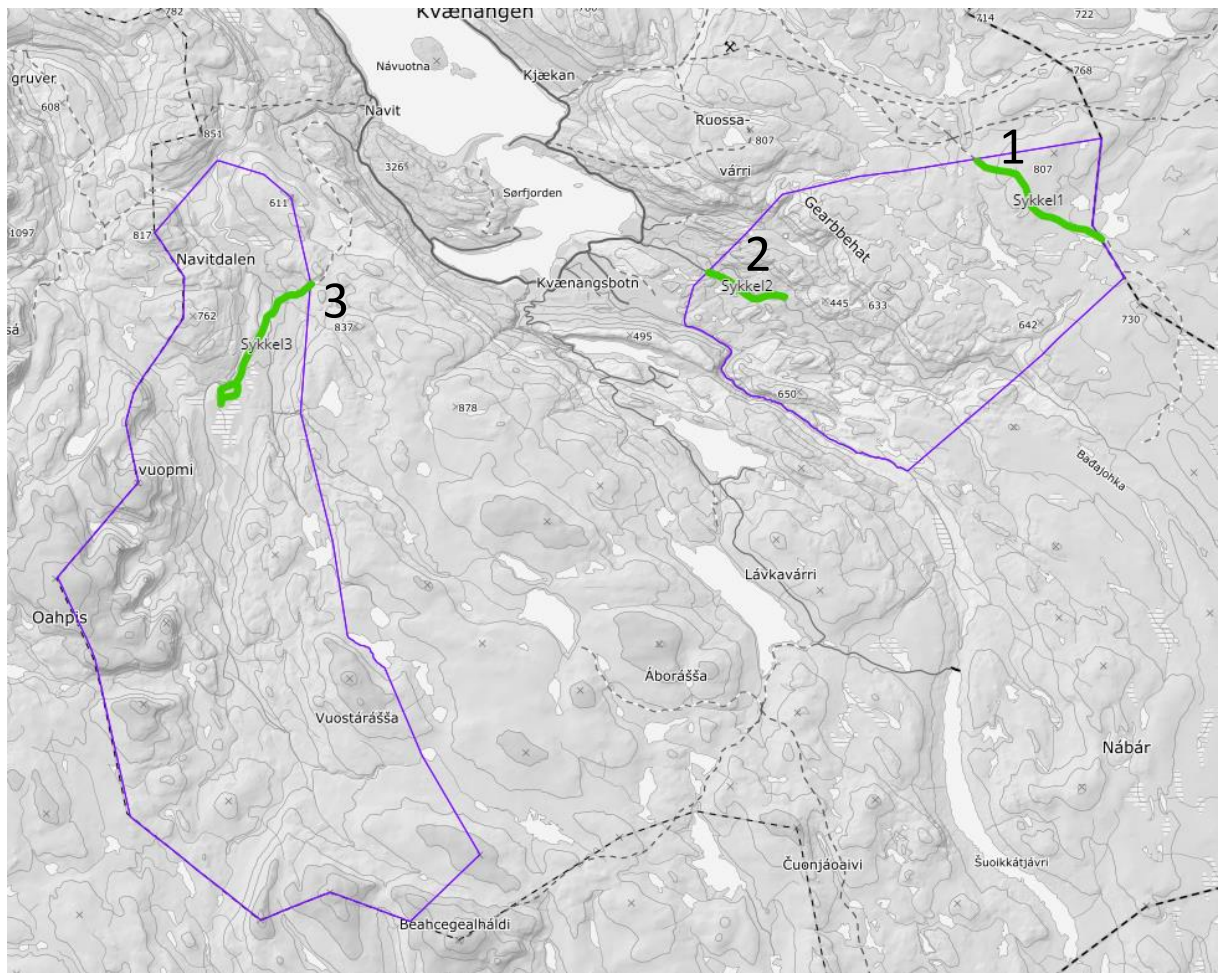 Kvænangen
782
714
722
Návuotna
gruver
Kjækan
768
608
Navit
Ruossa-
851
807
várri
1
326
807
611
Sørfjorden
Sykkel1
Gearbbehat
1097
817
Navitdalen
2
Kvænangsbotn
Sykkel2
3
445
633
762
837
642
730
495
Sykkel3
650
878
vuopmi
Bađajohka
Lávkavárri
Oahpis
Áborášša
Vuostárášša
Nábár
Čuonjáoaivi
Šuoikkátjávri
Beahcegealháldi